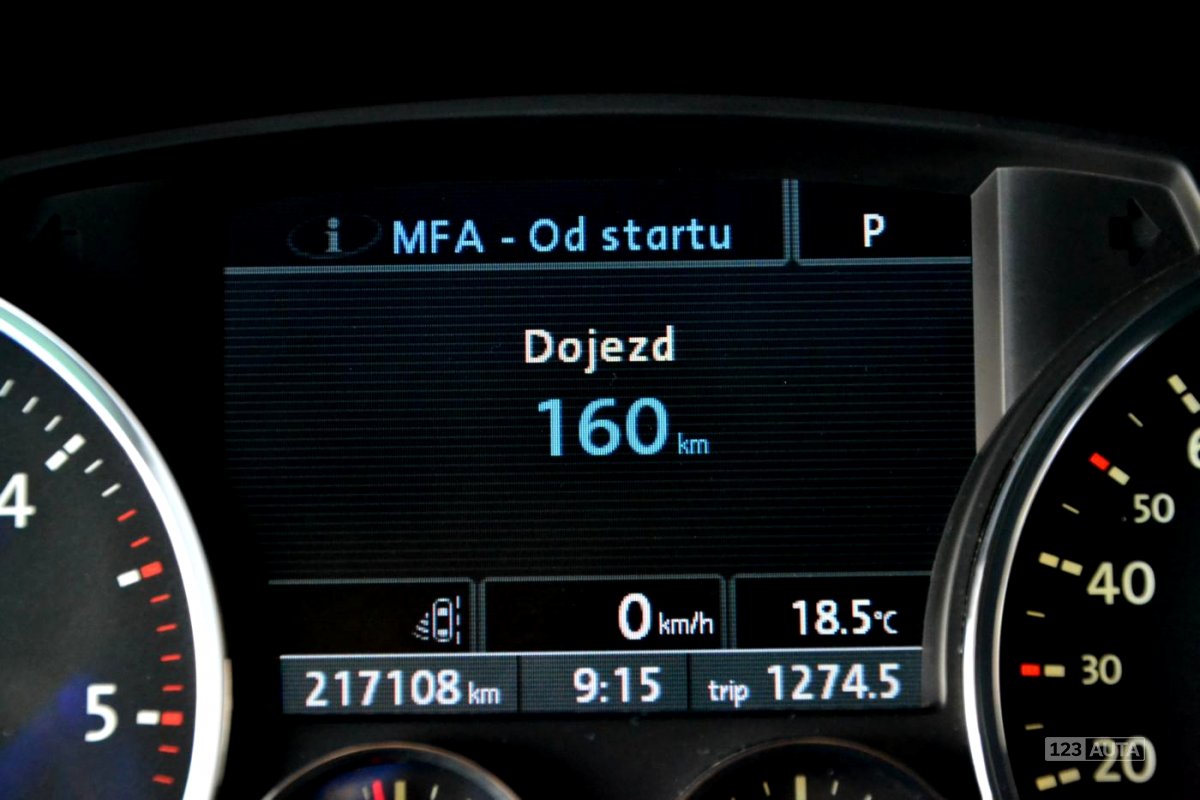 i MFA - Od startu P
Dojezd
160 km
0 km/h 18.5°C
217108 km 9:15 trip 1274.5
4
5
50
40
30
20
123 AUTA